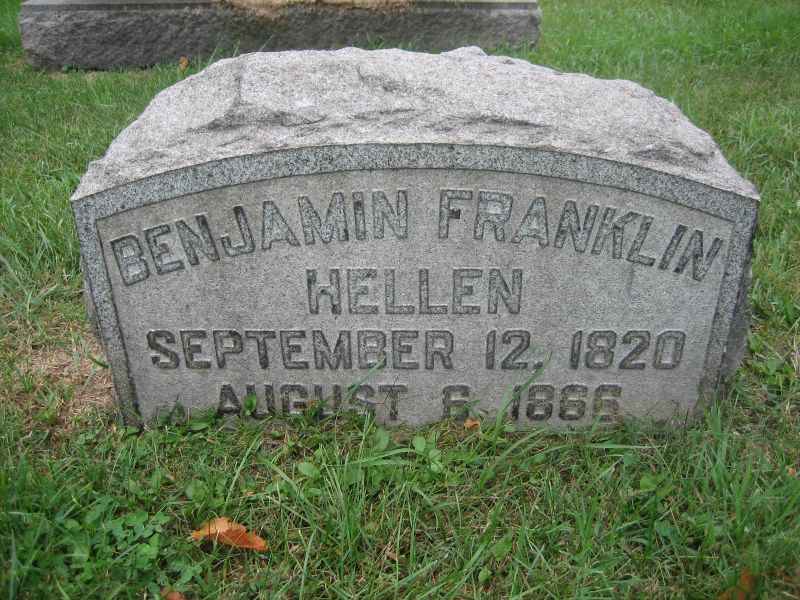 BENJAMIN FRANKLIN
HELLEN
SEPTEMBER 12, 1820
AUGUST 6, 1866